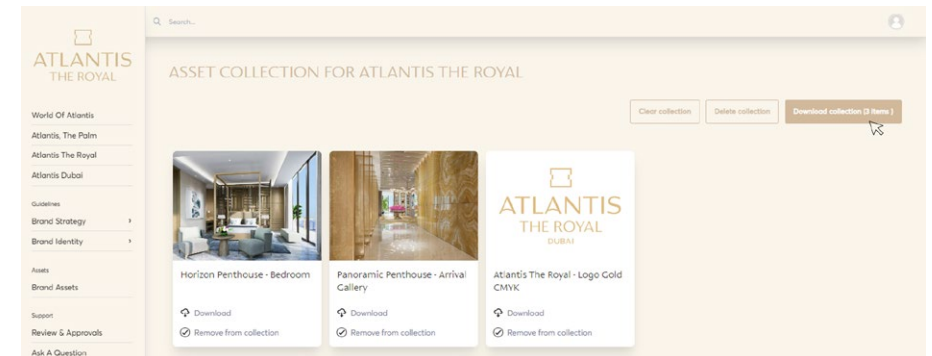 Search...
ATLANTIS
THE ROYAL
World Of Atlantis
Atlantis, The Palm
Atlantis The Royal
Atlantis Dubai
Guidelines
Brand Strategy
Brand Identity
Assets
Brand Assets
Support
Review & Approvals
Ask A Question
ASSET COLLECTION FOR ATLANTIS THE ROYAL
Clear collection
Delete collection
Download collection (3 items )
Horizon Penthouse - Bedroom
Download
Remove from collection
Panoramic Penthouse - Arrival
Gallery
Download
Remove from collection
ATLANTIS
THE ROYAL
DUBAI
Atlantis The Royal - Logo Gold
CMYK
Download
Remove from collection